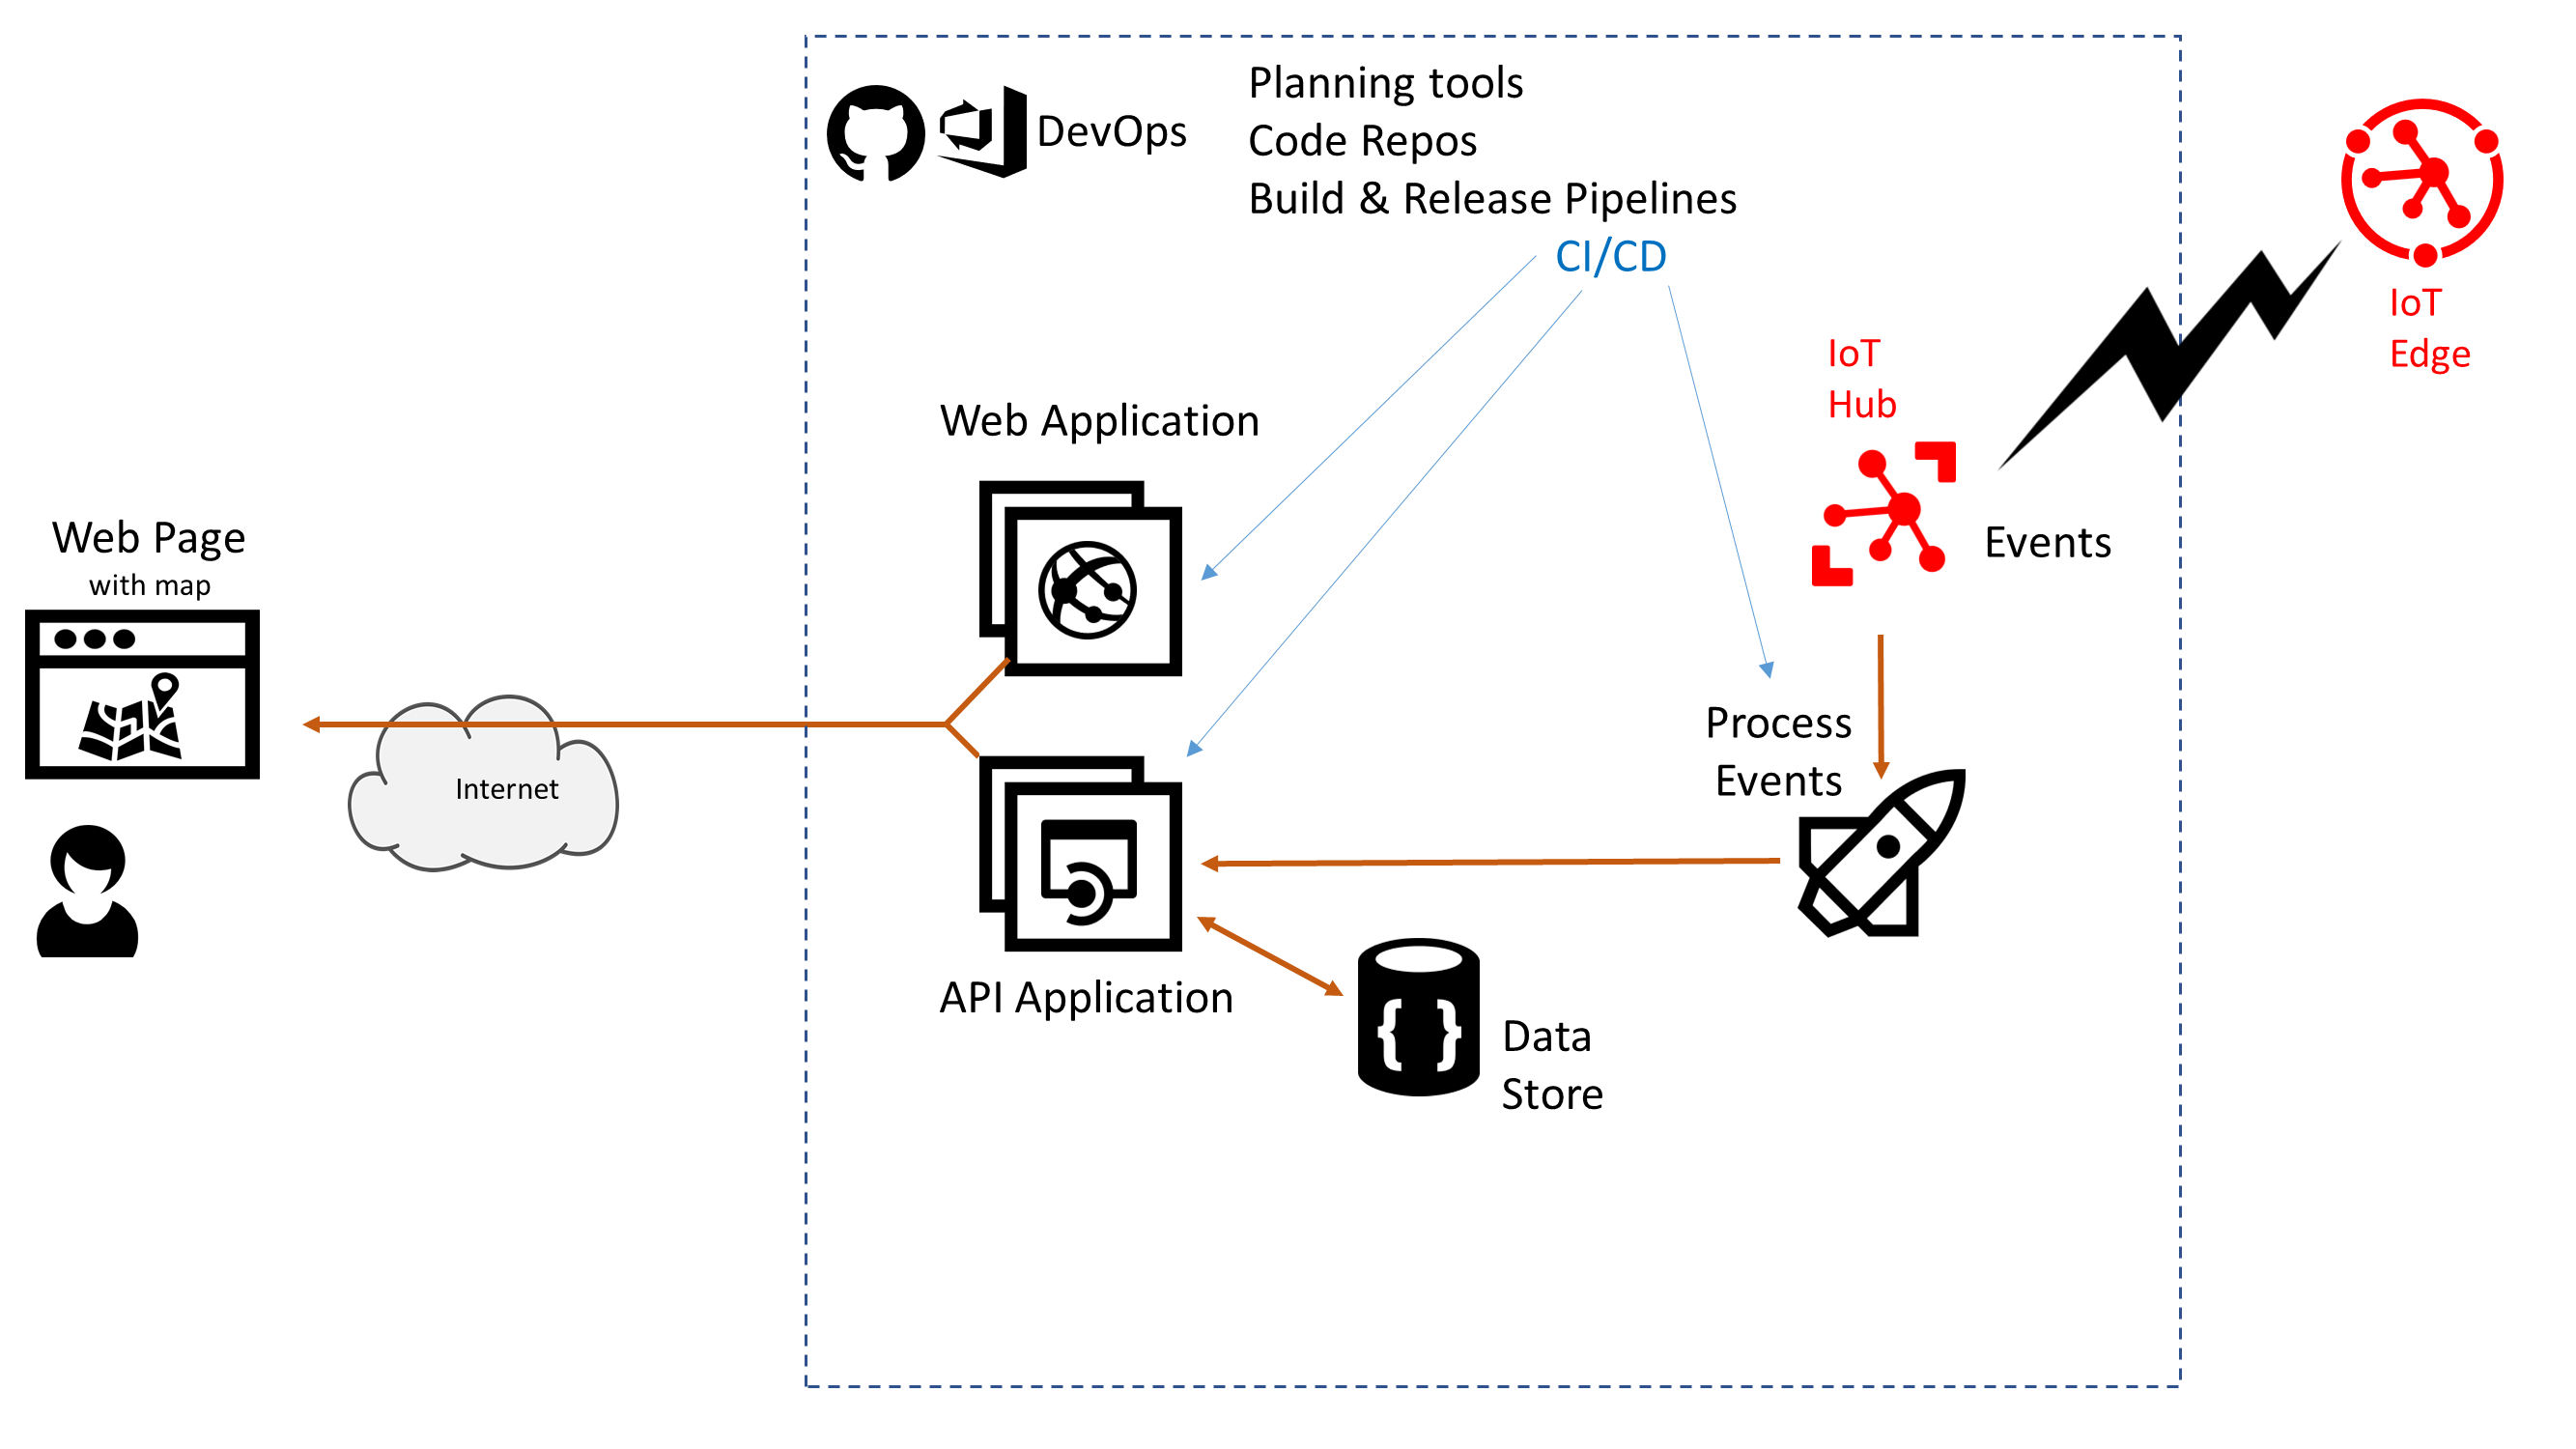 DevOps
Planning tools
Code Repos
Build & Release Pipelines
CI/CD
IoT
Edge
IoT
Hub
Events
Web Application
Web Page
with map
Internet
Process
Events
API Application
Data
Store